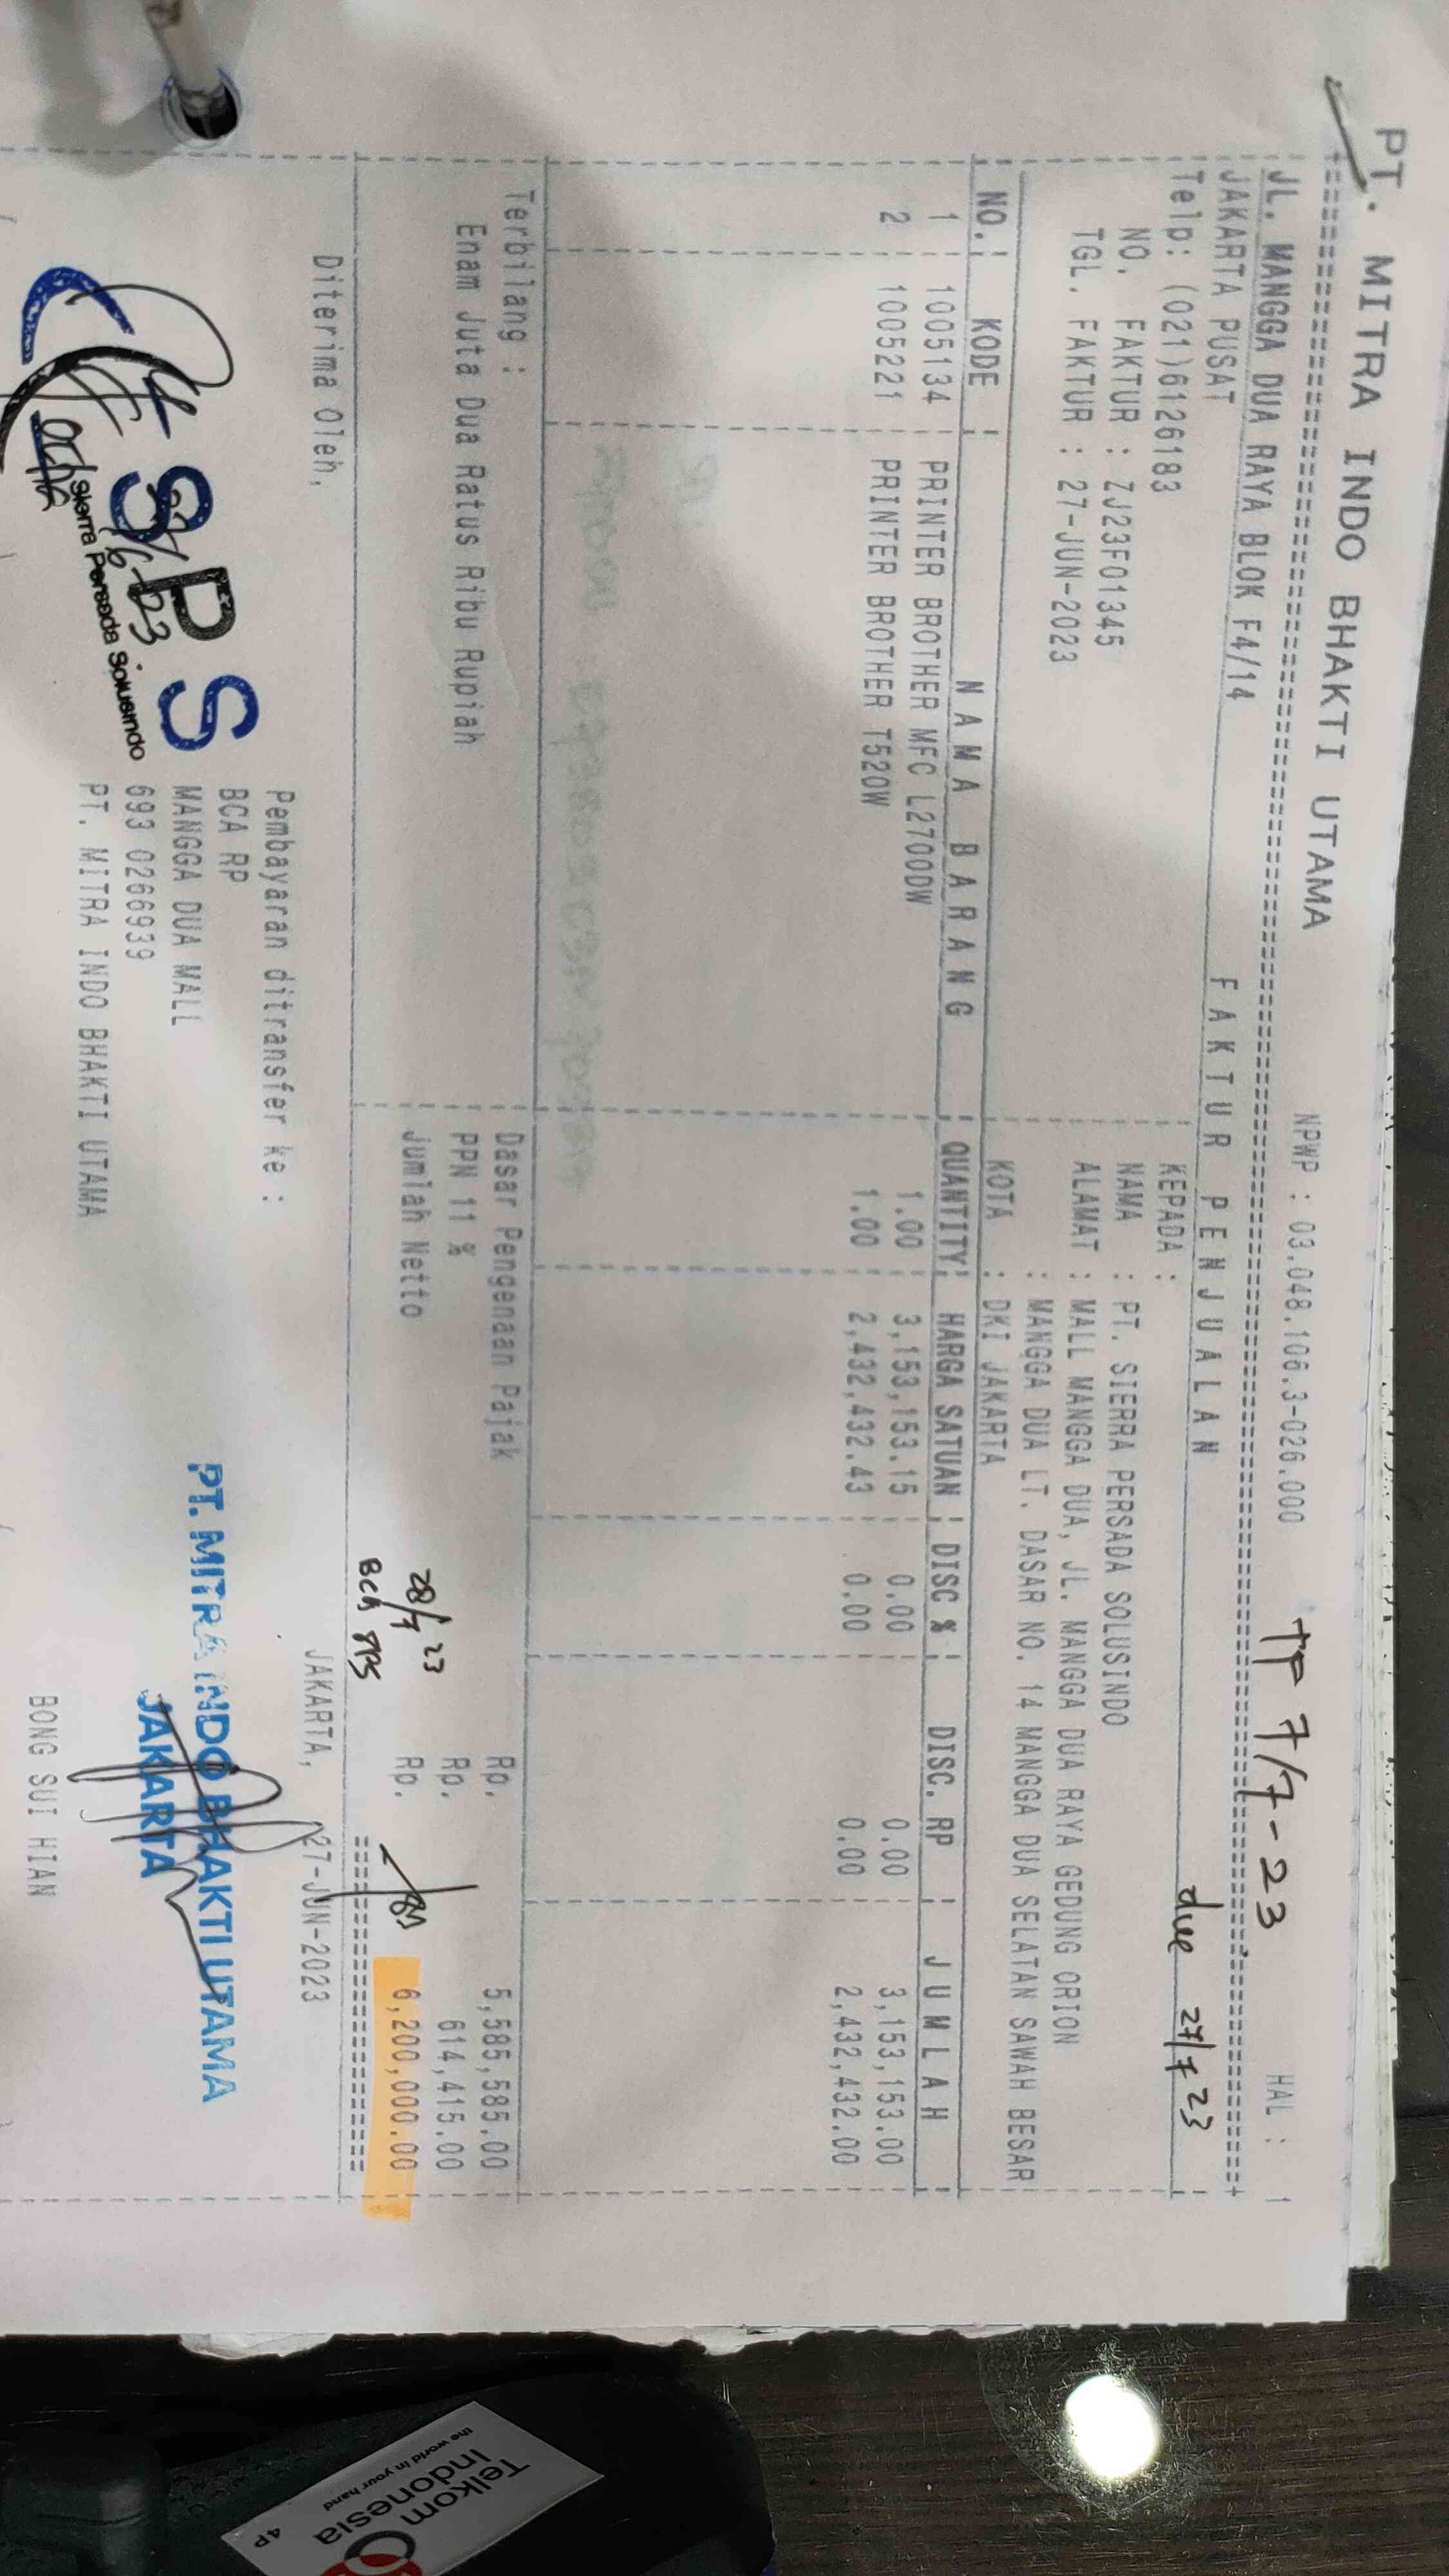 PT. MITRA INDO BHAKTI UTAMA
NPWP : 03.048.106.3-026.000
TP 7/7-23
HAL : 1
JL. MANGGA DUA RAYA BLOK F4/14
JAKARTA PUSAT
Telp: (021)6126183
FAKTUR PENJUALAN
due 27/7 23
NO. FAKTUR : ZJ23F01345
TGL. FAKTUR : 27-JUN-2023
KEPADA :
NAMA : PT. SIERRA PERSADA SOLUSINDO
ALAMAT : MALL MANGGA DUA, JL. MANGGA DUA RAYA GEDUNG ORION
: MANGGA DUA LT. DASAR NO. 14 MANGGA DUA SELATAN SAWAH BESAR
KOTA : DKI JAKARTA
NO. KODE NAMA BARANG QUANTITY HARGA SATUAN DISC % DISC. RP JUMLAH
1 1005134 PRINTER BROTHER MFC L2700DW 1.00 3,153,153.15 0.00 0.00 3,153,153.00
2 1005221 PRINTER BROTHER T520W 1.00 2,432,432.43 0.00 0.00 2,432,432.00
Terbilang :
Enam Juta Dua Ratus Ribu Rupiah
Dasar Pengenaan Pajak Rp. 5,585,585.00
PPN 11 % Rp. 614,415.00
Jumlah Netto Rp. 6,200,000.00
28/7 23
BCA SPS
Diterima Oleh,
SPS
Sierra Persada Solusindo
Pembayaran ditransfer ke :
BCA RP
MANGGA DUA MALL
693 0266939
PT. MITRA INDO BHAKTI UTAMA
JAKARTA, 27-JUN-2023
PT. MITRA INDO BHAKTI UTAMA
JAKARTA
BONG SUI HIAN
Telkom
Indonesia
the world in your hand
4P